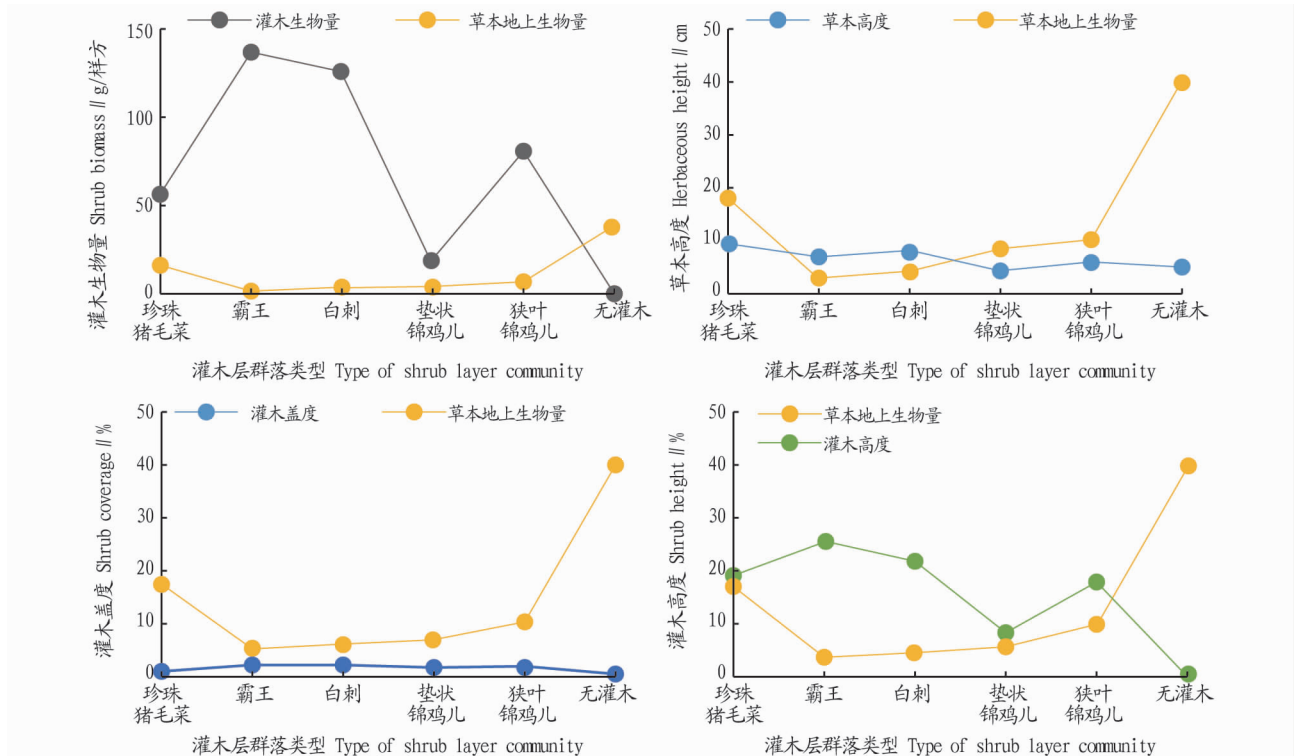 灌木生物量 草本地上生物量
150
100
50
0
灌木生物量 Shrub biomass∥g/样方
珍珠猪毛菜 霸王 白刺 垫状锦鸡儿 狭叶锦鸡儿 无灌木
灌木层群落类型 Type of shrub layer community
草本高度 草本地上生物量
50
40
30
20
10
0
草本高度 Herbaceous height∥cm
珍珠猪毛菜 霸王 白刺 垫状锦鸡儿 狭叶锦鸡儿 无灌木
灌木层群落类型 Type of shrub layer community
灌木盖度 草本地上生物量
50
40
30
20
10
0
灌木盖度 Shrub coverage∥%
珍珠猪毛菜 霸王 白刺 垫状锦鸡儿 狭叶锦鸡儿 无灌木
灌木层群落类型 Type of shrub layer community
草本地上生物量
灌木高度
50
40
30
20
10
0
灌木高度 Shrub height∥%
珍珠猪毛菜 霸王 白刺 垫状锦鸡儿 狭叶锦鸡儿 无灌木
灌木层群落类型 Type of shrub layer community